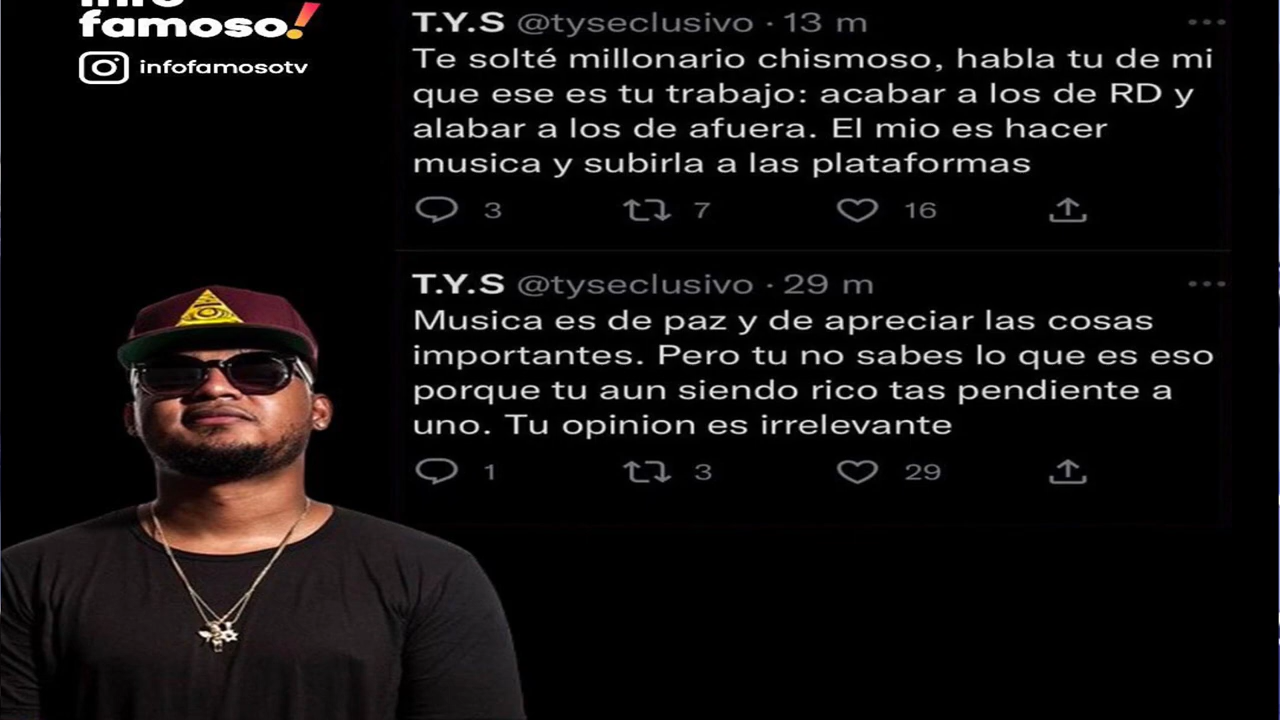 famoso!
infofamosotv
T.Y.S @tyseclusivo · 13 m
Te solté millonario chismoso, habla tu de mi
que ese es tu trabajo: acabar a los de RD y
alabar a los de afuera. El mio es hacer
musica y subirla a las plataformas
3 7 16
T.Y.S @tyseclusivo · 29 m
Musica es de paz y de apreciar las cosas
importantes. Pero tu no sabes lo que es eso
porque tu aun siendo rico tas pendiente a
uno. Tu opinion es irrelevante
1 3 29